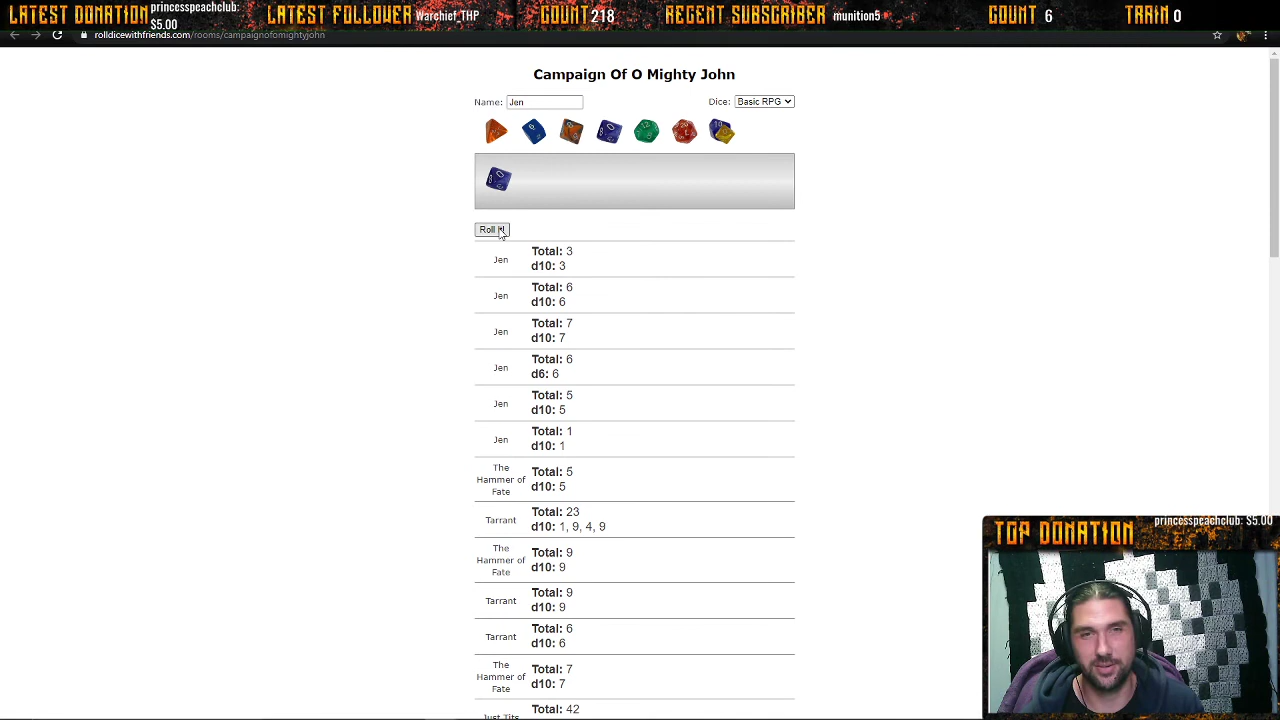 LATEST DONATION princesspeachclub: $5.00 LATEST FOLLOWER Warchief_THP COUNT 218 RECENT SUBSCRIBER munition5 COUNT 6 TRAIN 0
rolldicewithfriends.com/rooms/campaignofomightyjohn
Campaign Of O Mighty John
Name: Jen Dice: Basic RPG
Roll
Jen Total: 3
d10: 3
Jen Total: 6
d10: 6
Jen Total: 7
d10: 7
Jen Total: 6
d6: 6
Jen Total: 5
d10: 5
Jen Total: 1
d10: 1
The Hammer of Fate Total: 5
d10: 5
Tarrant Total: 23
d10: 1, 9, 4, 9
The Hammer of Fate Total: 9
d10: 9
Tarrant Total: 9
d10: 9
Tarrant Total: 6
d10: 6
The Hammer of Fate Total: 7
d10: 7
Just Tits Total: 42
TOP DONATION princesspeachclub: $5.00